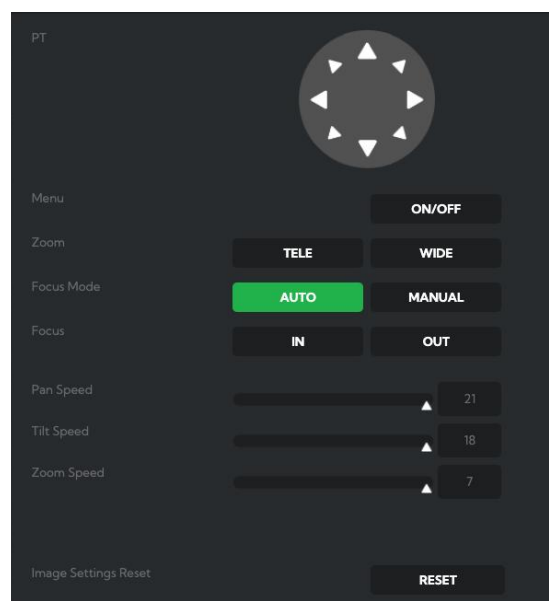 PT
Menu ON/OFF
Zoom TELE WIDE
Focus Mode AUTO MANUAL
Focus IN OUT
Pan Speed 21
Tilt Speed 18
Zoom Speed 7
Image Settings Reset RESET